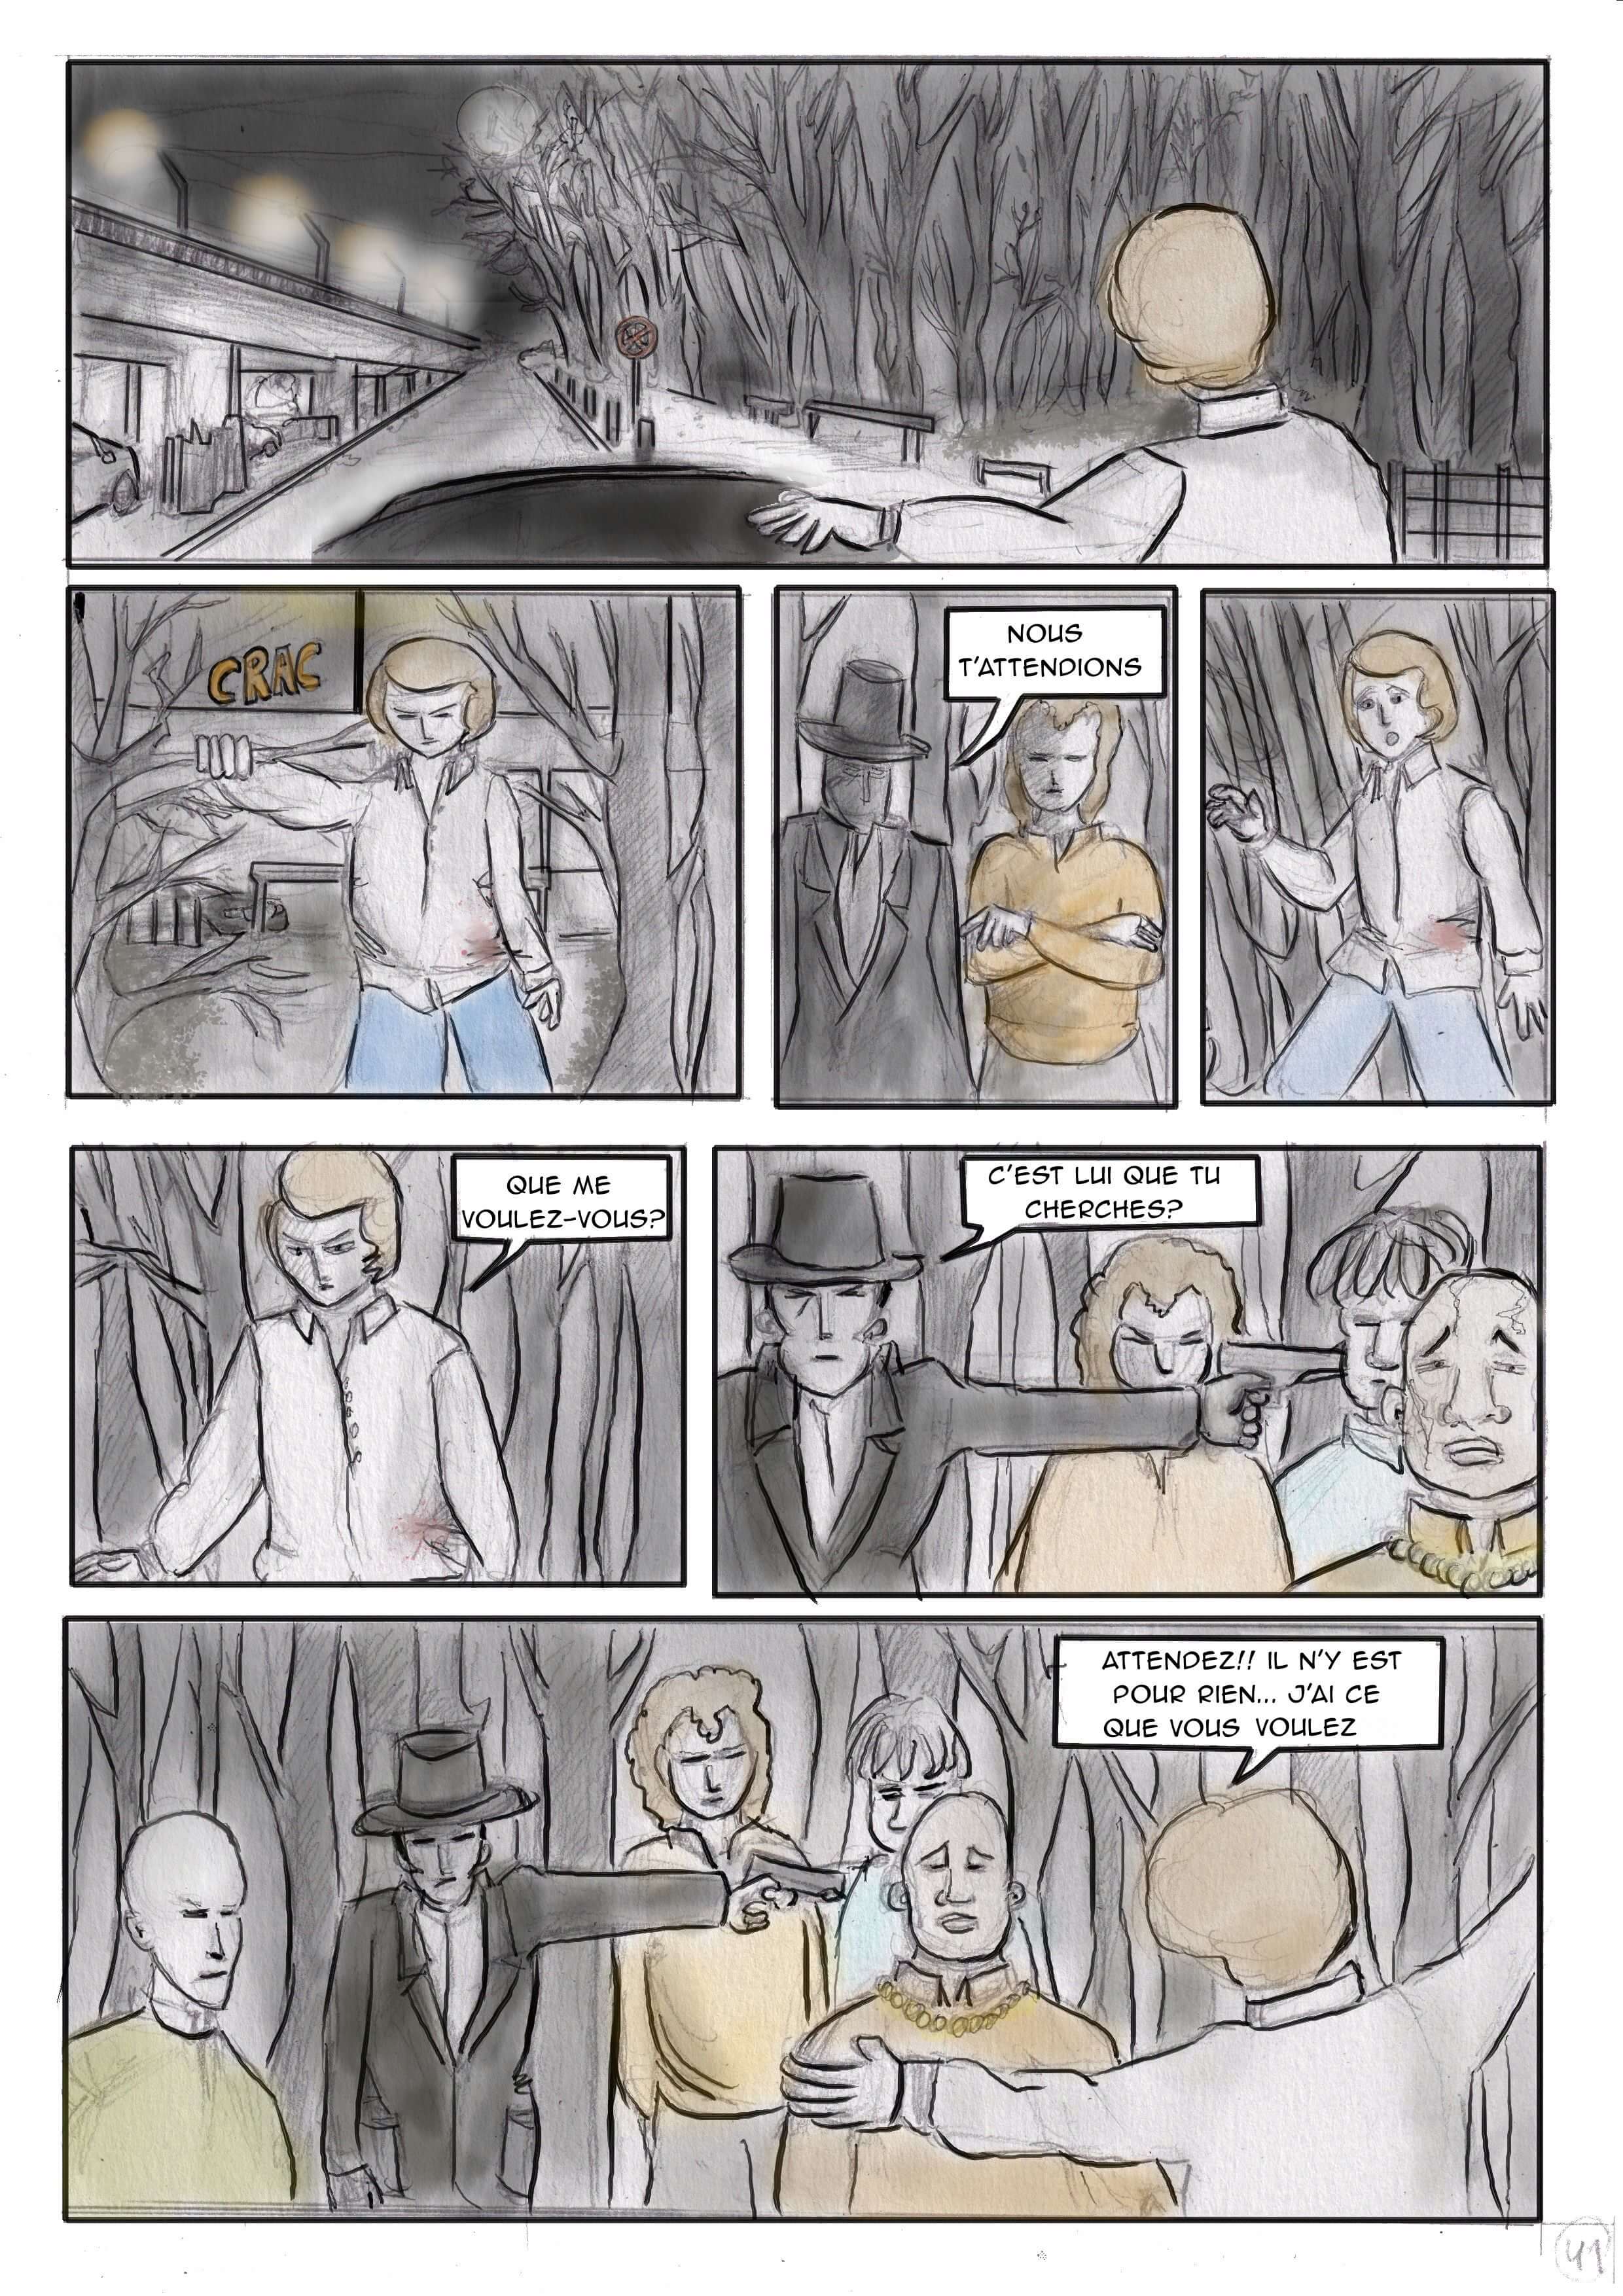 CRAC
NOUS
T'ATTENDIONS
QUE ME
VOULEZ-VOUS?
C'EST LUI QUE TU
CHERCHES?
ATTENDEZ!! IL N'Y EST
POUR RIEN... J'AI CE
QUE VOUS VOULEZ
41